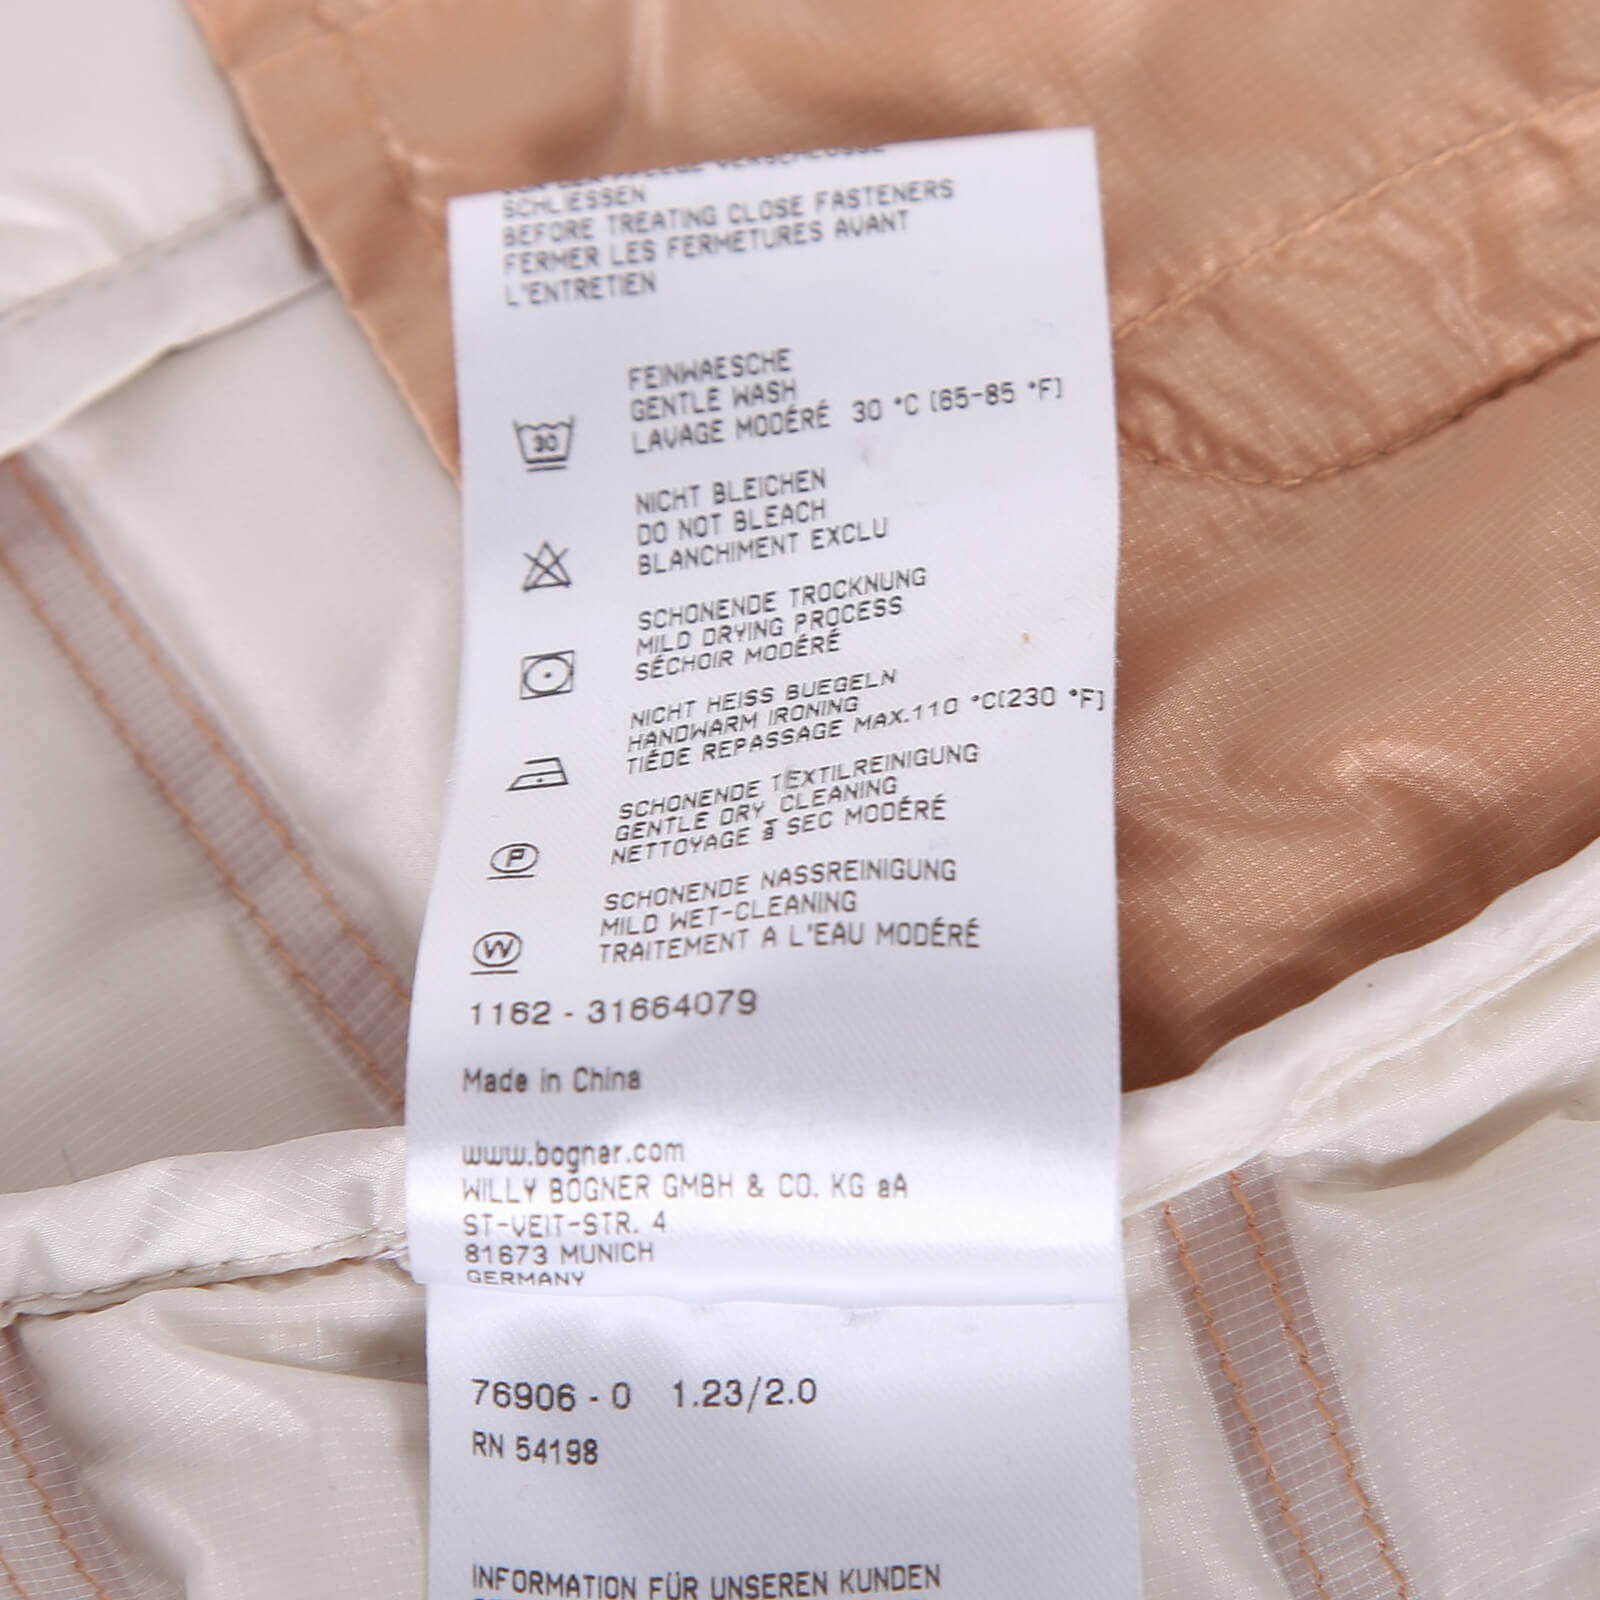 VERSCHLÜSSE
SCHLIESSEN
BEFORE TREATING CLOSE FASTENERS
FERMER LES FERMETURES AVANT
L'ENTRETIEN
FEINWAESCHE
GENTLE WASH
LAVAGE MODÉRÉ 30 °C (65-85 °F)
30
NICHT BLEICHEN
DO NOT BLEACH
BLANCHIMENT EXCLU
SCHONENDE TROCKNUNG
MILD DRYING PROCESS
SÉCHOIR MODÉRÉ
NICHT HEISS BUEGELN
HANDWARM IRONING
TIÉDE REPASSAGE MAX.110 °C(230 °F)
SCHONENDE TEXTILREINIGUNG
GENTLE DRY CLEANING
NETTOYAGE à SEC MODÉRÉ
P
SCHONENDE NASSREINIGUNG
MILD WET-CLEANING
TRAITEMENT A L'EAU MODÉRÉ
W
1162 - 31664079
Made in China
www.bogner.com
WILLY BOGNER GMBH & CO. KG aA
ST-VEIT-STR. 4
81673 MUNICH
GERMANY
76906 - 0 1.23/2.0
RN 54198
INFORMATION FÜR UNSEREN KUNDEN